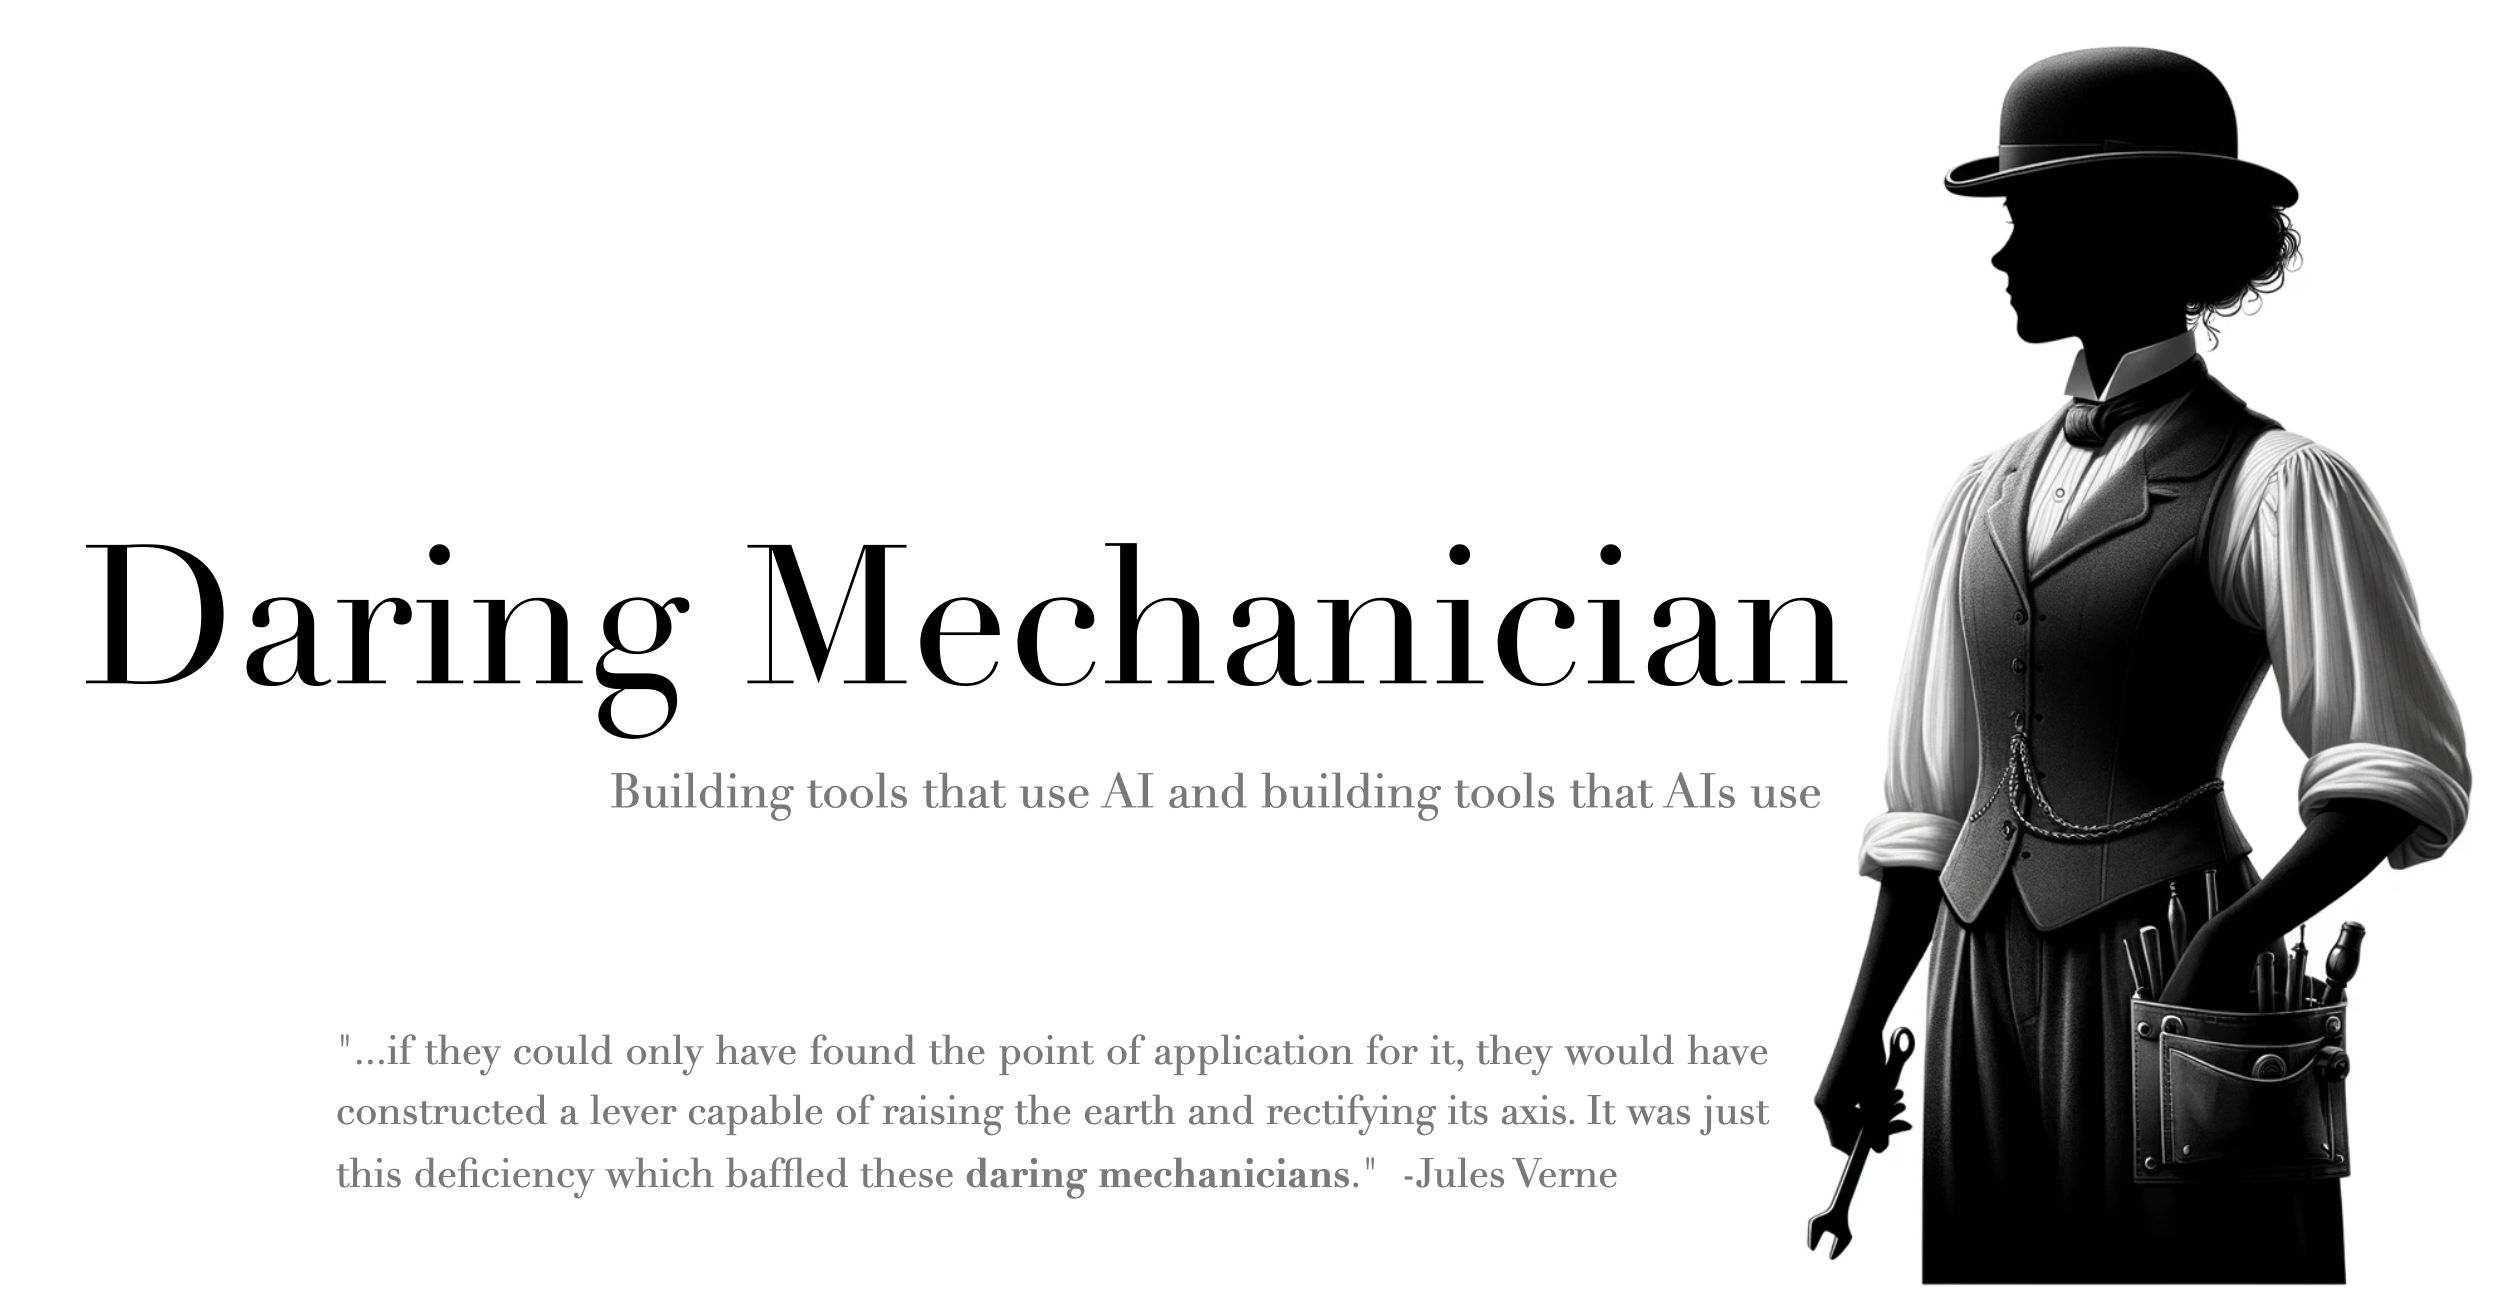 Daring Mechanician
Building tools that use AI and building tools that AIs use
"...if they could only have found the point of application for it, they would have
constructed a lever capable of raising the earth and rectifying its axis. It was just
this deficiency which baffled these daring mechanicians." -Jules Verne